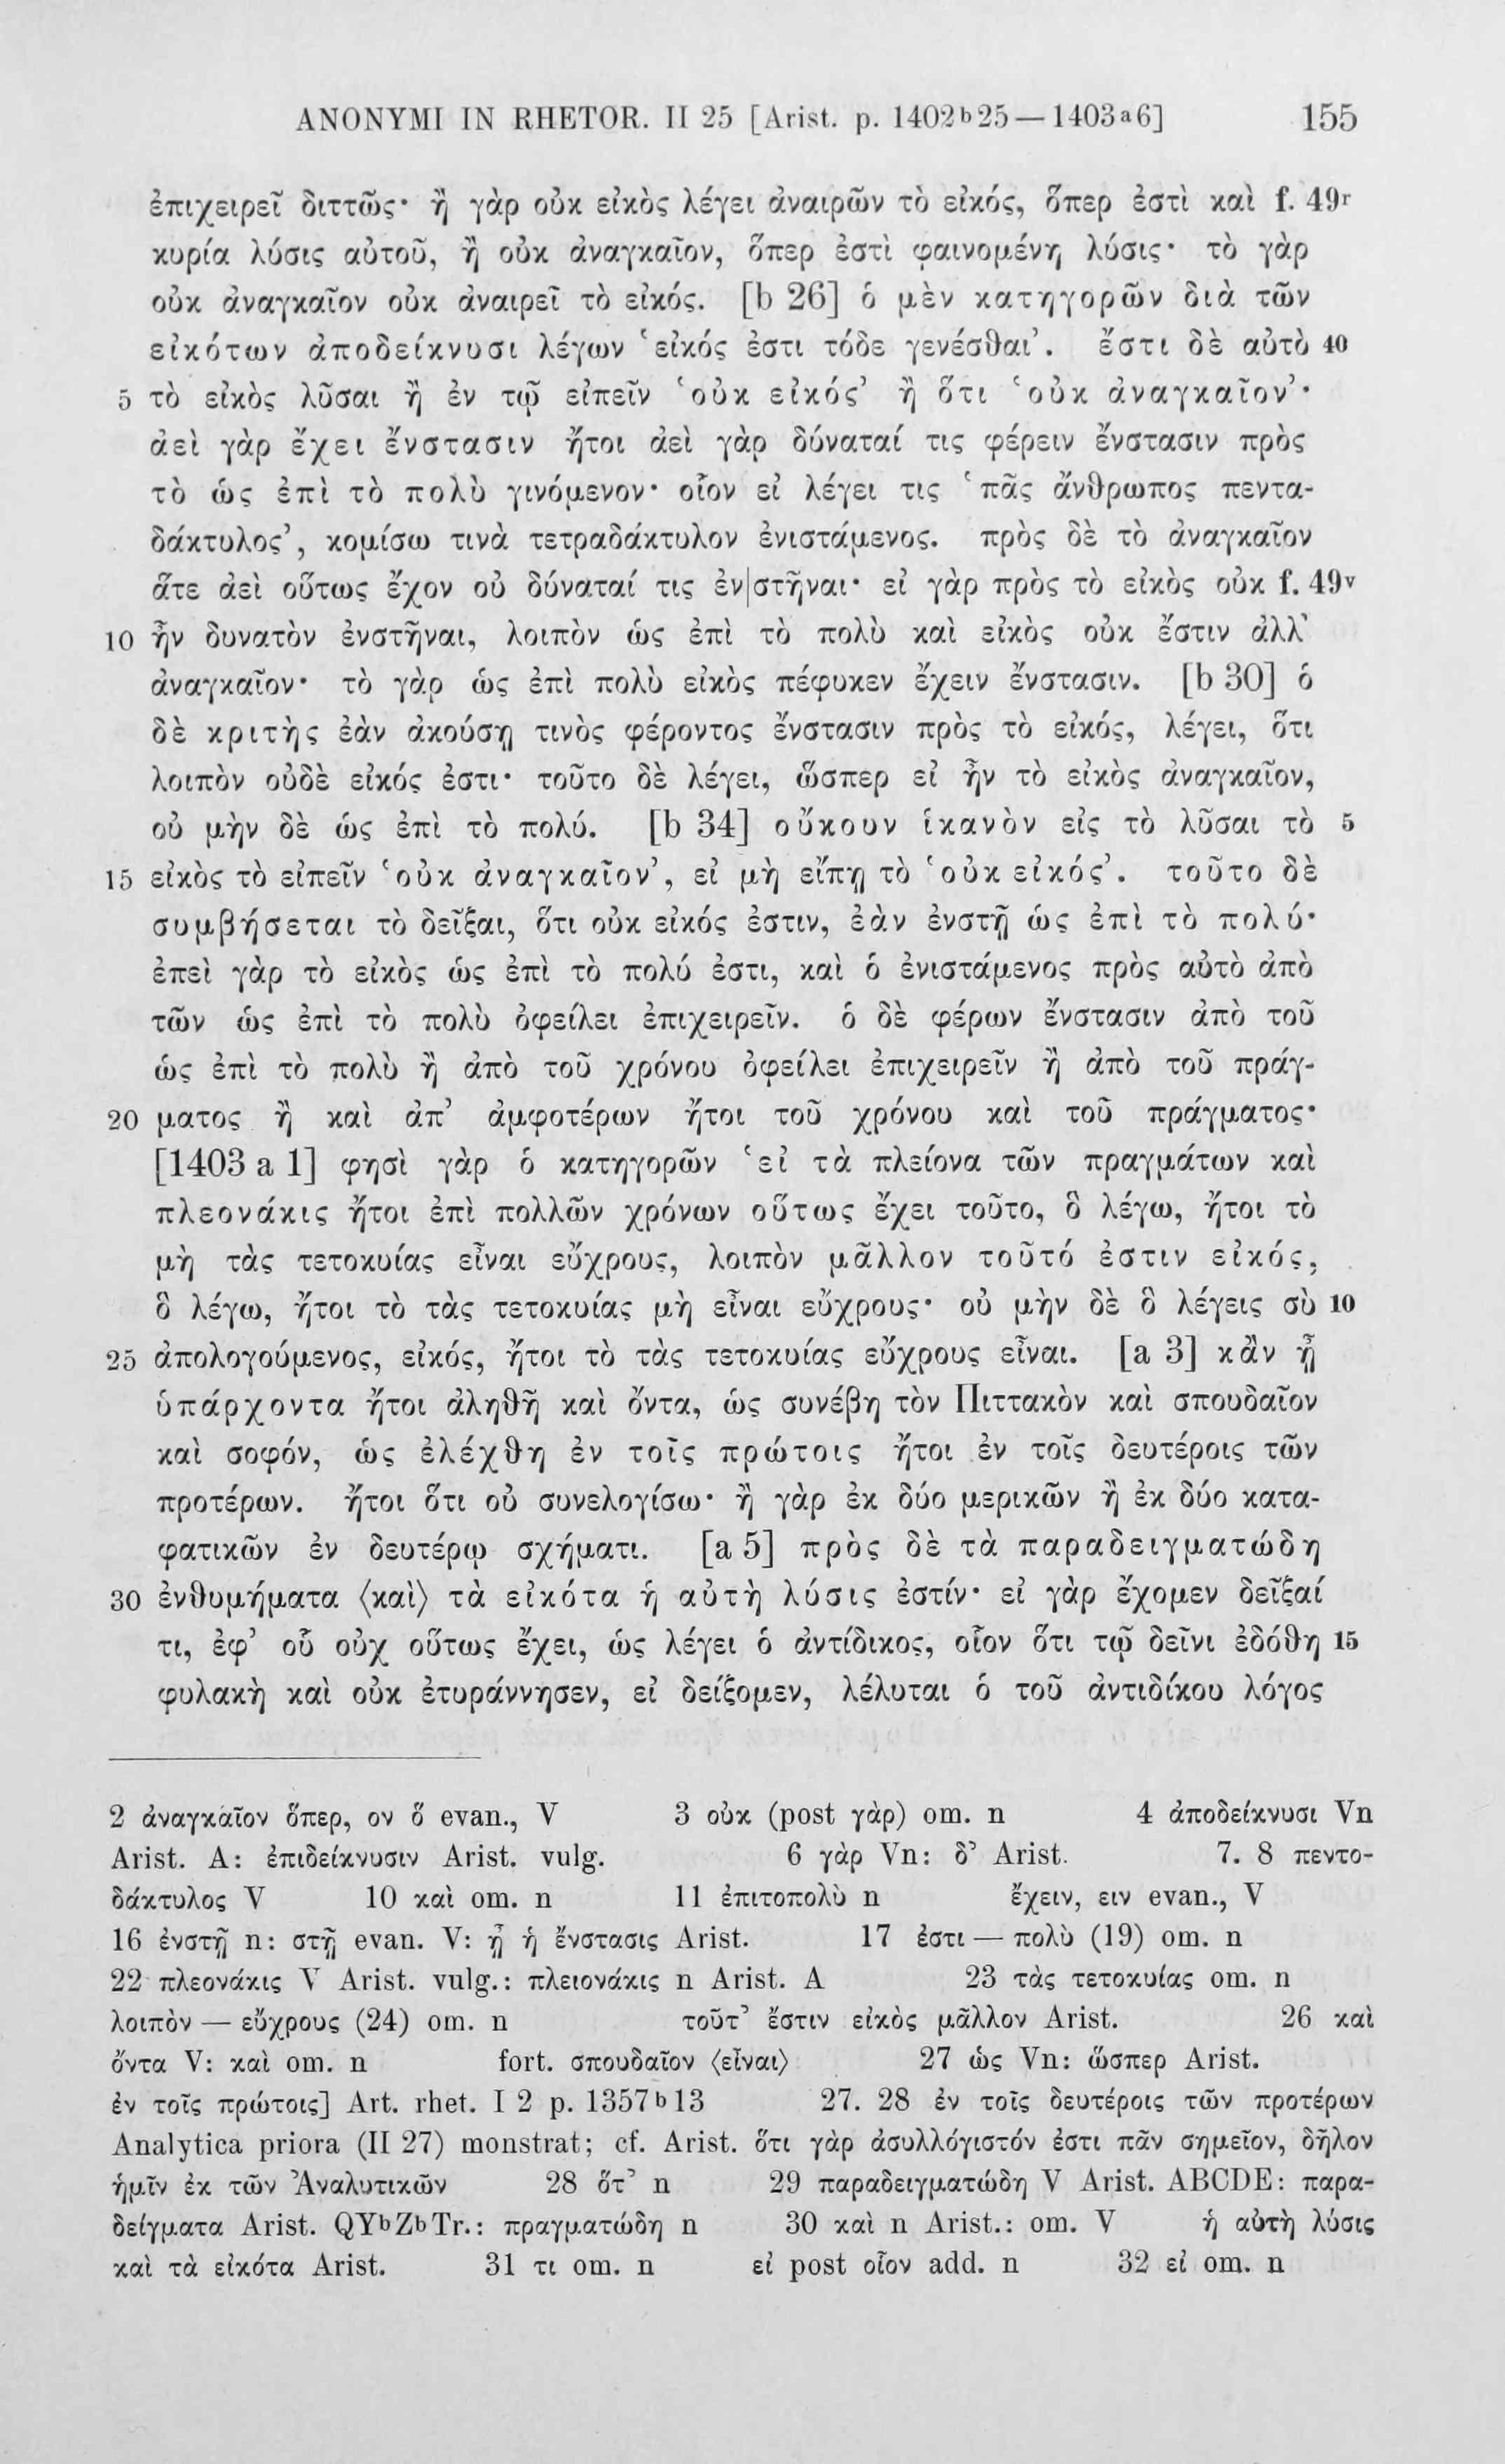 ANONYMI IN RHETOR. II 25 [Arist. p. 1402b25 — 1403a6] 155
ἐπιχειρεῖ διττῶς· ἢ γὰρ οὐκ εἰκὸς λέγει ἀναιρῶν τὸ εἰκός, ὅπερ ἐστὶ καὶ f. 49r
κυρία λύσις αὐτοῦ, ἢ οὐκ ἀναγκαῖον, ὅπερ ἐστὶ φαινομένη λύσις· τὸ γὰρ
οὐκ ἀναγκαῖον οὐκ ἀναιρεῖ τὸ εἰκός. [b 26] ὁ μὲν κατηγορῶν διὰ τῶν
εἰκότων ἀποδείκνυσι λέγων ‘εἰκός ἐστι τόδε γενέσθαι’. ἔστι δὲ αὐτὸ 40
5 τὸ εἰκὸς λῦσαι ἢ ἐν τῷ εἰπεῖν ‘οὐκ εἰκός’ ἢ ὅτι ‘οὐκ ἀναγκαῖον’·
ἀεὶ γὰρ ἔχει ἔνστασιν ἤτοι ἀεὶ γὰρ δύναταί τις φέρειν ἔνστασιν πρὸς
τὸ ὡς ἐπὶ τὸ πολὺ γινόμενον· οἷον εἰ λέγει τις ‘πᾶς ἄνθρωπος πεντα-
δάκτυλος’, κομίσω τινὰ τετραδάκτυλον ἐνιστάμενος. πρὸς δὲ τὸ ἀναγκαῖον
ἅτε ἀεὶ οὕτως ἔχον οὐ δύναταί τις ἐν|στῆναι· εἰ γὰρ πρὸς τὸ εἰκὸς οὐκ f. 49v
10 ἦν δυνατὸν ἐνστῆναι, λοιπὸν ὡς ἐπὶ τὸ πολὺ καὶ εἰκὸς οὐκ ἔστιν ἀλλ’
ἀναγκαῖον· τὸ γὰρ ὡς ἐπὶ πολὺ εἰκὸς πέφυκεν ἔχειν ἔνστασιν. [b 30] ὁ
δὲ κριτὴς ἐὰν ἀκούσῃ τινὸς φέροντος ἔνστασιν πρὸς τὸ εἰκός, λέγει, ὅτι
λοιπὸν οὐδὲ εἰκός ἐστι· τοῦτο δὲ λέγει, ὥσπερ εἰ ἦν τὸ εἰκὸς ἀναγκαῖον,
οὐ μὴν δὲ ὡς ἐπὶ τὸ πολύ. [b 34] οὔκουν ἱκανὸν εἰς τὸ λῦσαι τὸ 5
15 εἰκὸς τὸ εἰπεῖν ‘οὐκ ἀναγκαῖον’, εἰ μὴ εἴπῃ τὸ ‘οὐκ εἰκός’. τοῦτο δὲ
συμβήσεται τὸ δεῖξαι, ὅτι οὐκ εἰκός ἐστιν, ἐὰν ἐνστῇ ὡς ἐπὶ τὸ πολύ·
ἐπεὶ γὰρ τὸ εἰκὸς ὡς ἐπὶ τὸ πολύ ἐστι, καὶ ὁ ἐνιστάμενος πρὸς αὐτὸ ἀπὸ
τῶν ὡς ἐπὶ τὸ πολὺ ὀφείλει ἐπιχειρεῖν. ὁ δὲ φέρων ἔνστασιν ἀπὸ τοῦ
ὡς ἐπὶ τὸ πολὺ ἢ ἀπὸ τοῦ χρόνου ὀφείλει ἐπιχειρεῖν ἢ ἀπὸ τοῦ πράγ-
20 ματος ἢ καὶ ἀπ’ ἀμφοτέρων ἤτοι τοῦ χρόνου καὶ τοῦ πράγματος·
[1403 a 1] φησὶ γὰρ ὁ κατηγορῶν ‘εἰ τὰ πλείονα τῶν πραγμάτων καὶ
πλεονάκις ἤτοι ἐπὶ πολλῶν χρόνων οὕτως ἔχει τοῦτο, ὃ λέγω, ἤτοι τὸ
μὴ τὰς τετοκυίας εἶναι εὔχρους, λοιπὸν μᾶλλον τοῦτό ἐστιν εἰκός,
ὃ λέγω, ἤτοι τὸ τὰς τετοκυίας μὴ εἶναι εὔχρους· οὐ μὴν δὲ ὃ λέγεις σὺ 10
25 ἀπολογούμενος, εἰκός, ἤτοι τὸ τὰς τετοκυίας εὔχρους εἶναι. [a 3] κἂν ᾖ
ὑπάρχοντα ἤτοι ἀληθῆ καὶ ὄντα, ὡς συνέβη τὸν Πιττακὸν καὶ σπουδαῖον
καὶ σοφόν, ὡς ἐλέχθη ἐν τοῖς πρώτοις ἤτοι ἐν τοῖς δευτέροις τῶν
προτέρων. ἤτοι ὅτι οὐ συνελογίσω· ἢ γὰρ ἐκ δύο μερικῶν ἢ ἐκ δύο κατα-
φατικῶν ἐν δευτέρῳ σχήματι. [a 5] πρὸς δὲ τὰ παραδειγματώδη
30 ἐνθυμήματα ⟨καὶ⟩ τὰ εἰκότα ἡ αὐτὴ λύσις ἐστίν· εἰ γὰρ ἔχομεν δεῖξαί
τι, ἐφ’ οὗ οὐχ οὕτως ἔχει, ὡς λέγει ὁ ἀντίδικος, οἷον ὅτι τῷ δεῖνι ἐδόθη 15
φυλακὴ καὶ οὐκ ἐτυράννησεν, εἰ δείξομεν, λέλυται ὁ τοῦ ἀντιδίκου λόγος
2 ἀναγκαῖον ὅπερ, ον ὅ evan., V 3 οὐκ (post γὰρ) om. n 4 ἀποδείκνυσι Vn
Arist. A: ἐπιδείκνυσιν Arist. vulg. 6 γὰρ Vn: δ’ Arist. 7. 8 πεντο-
δάκτυλος V 10 καὶ om. n 11 ἐπιτοπολὺ n ἔχειν, ειν evan., V
16 ἐνστῇ n: στῇ evan. V: ᾖ ἡ ἔνστασις Arist. 17 ἐστι — πολὺ (19) om. n
22 πλεονάκις V Arist. vulg.: πλειονάκις n Arist. A 23 τὰς τετοκυίας om. n
λοιπὸν — εὔχρους (24) om. n τοῦτ’ ἔστιν εἰκὸς μᾶλλον Arist. 26 καὶ
ὄντα V: καὶ om. n fort. σπουδαῖον ⟨εἶναι⟩ 27 ὡς Vn: ὥσπερ Arist.
ἐν τοῖς πρώτοις] Art. rhet. I 2 p. 1357b13 27. 28 ἐν τοῖς δευτέροις τῶν προτέρων
Analytica priora (II 27) monstrat; cf. Arist. ὅτι γὰρ ἀσυλλόγιστόν ἐστι πᾶν σημεῖον, δῆλον
ἡμῖν ἐκ τῶν Ἀναλυτικῶν 28 ὅτ’ n 29 παραδειγματώδη V Arist. ABCDE: παρα-
δείγματα Arist. QYbZbTr.: πραγματώδη n 30 καὶ n Arist.: om. V ἡ αὐτὴ λύσις
καὶ τὰ εἰκότα Arist. 31 τι om. n εἰ post οἷον add. n 32 εἰ om. n